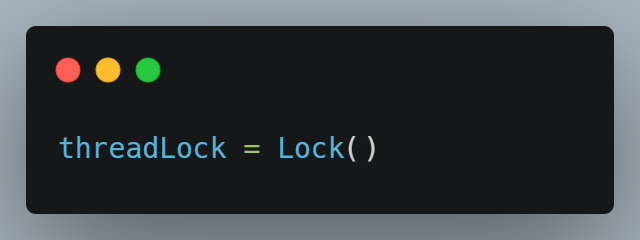 threadLock = Lock()